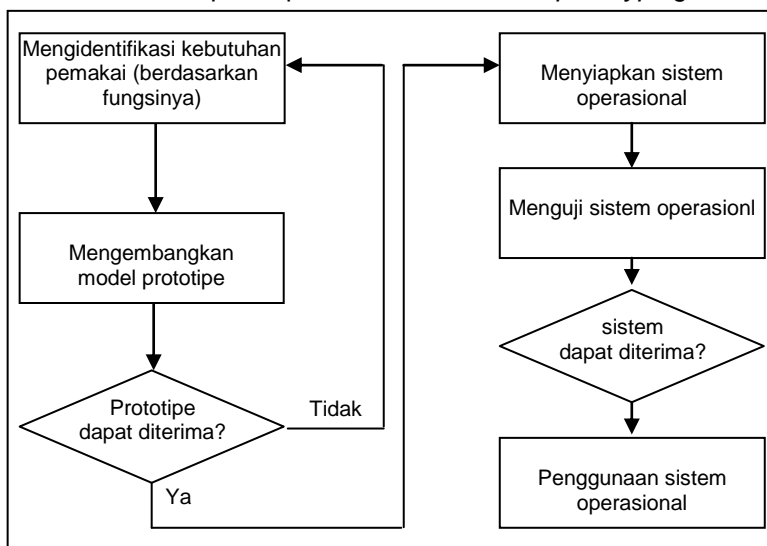 Mengidentifikasi kebutuhan
pemakai (berdasarkan
fungsinya)
Mengembangkan
model prototipe
Prototipe
dapat diterima?
Tidak
Ya
Menyiapkan sistem
operasional
Menguji sistem operasionl
sistem
dapat diterima?
Penggunaan sistem
operasional